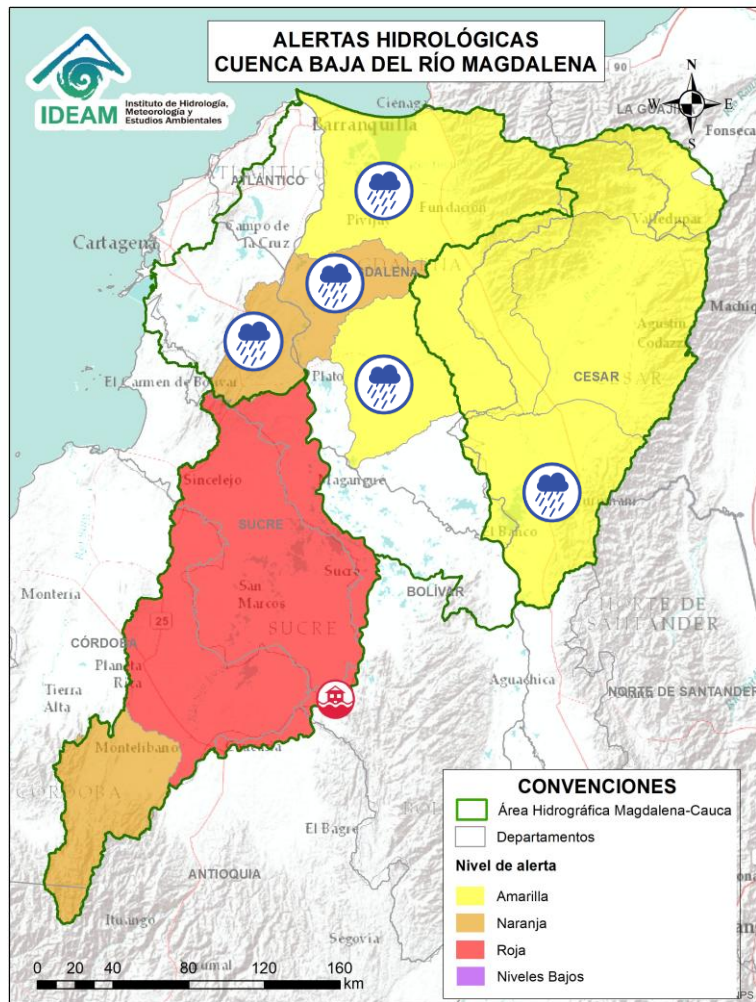 ALERTAS HIDROLÓGICAS
CUENCA BAJA DEL RÍO MAGDALENA
IDEAM
Instituto de Hidrología,
Meteorología y
Estudios Ambientales
N
W E
S
90
LA GUAJIRA
Fonseca
Ciénaga
Barranquilla
ATLÁNTICO
Valledupar
Pivijay
Fundación
Campo de
la Cruz
Cartagena
Agustín
Codazzi
CESAR
El Carmen de Bolívar
Plato
Sincelejo
Magangue
SUCRE
El Banco
San
Marcos
Sucre
SUCRE
BOLÍVAR
Montería
25
NORTE DE
SANTANDER
CÓRDOBA
Planeta
Rica
Aguachica
NORTE DE SANTANDER
Tierra
Alta
Montelíbano
CÓRDOBA
El Bagre
ANTIOQUIA
Ituango
Segovia
CONVENCIONES
Área Hidrográfica Magdalena-Cauca
Departamentos
Nivel de alerta
Amarilla
Naranja
Roja
Niveles Bajos
0 20 40 80 120 160
km